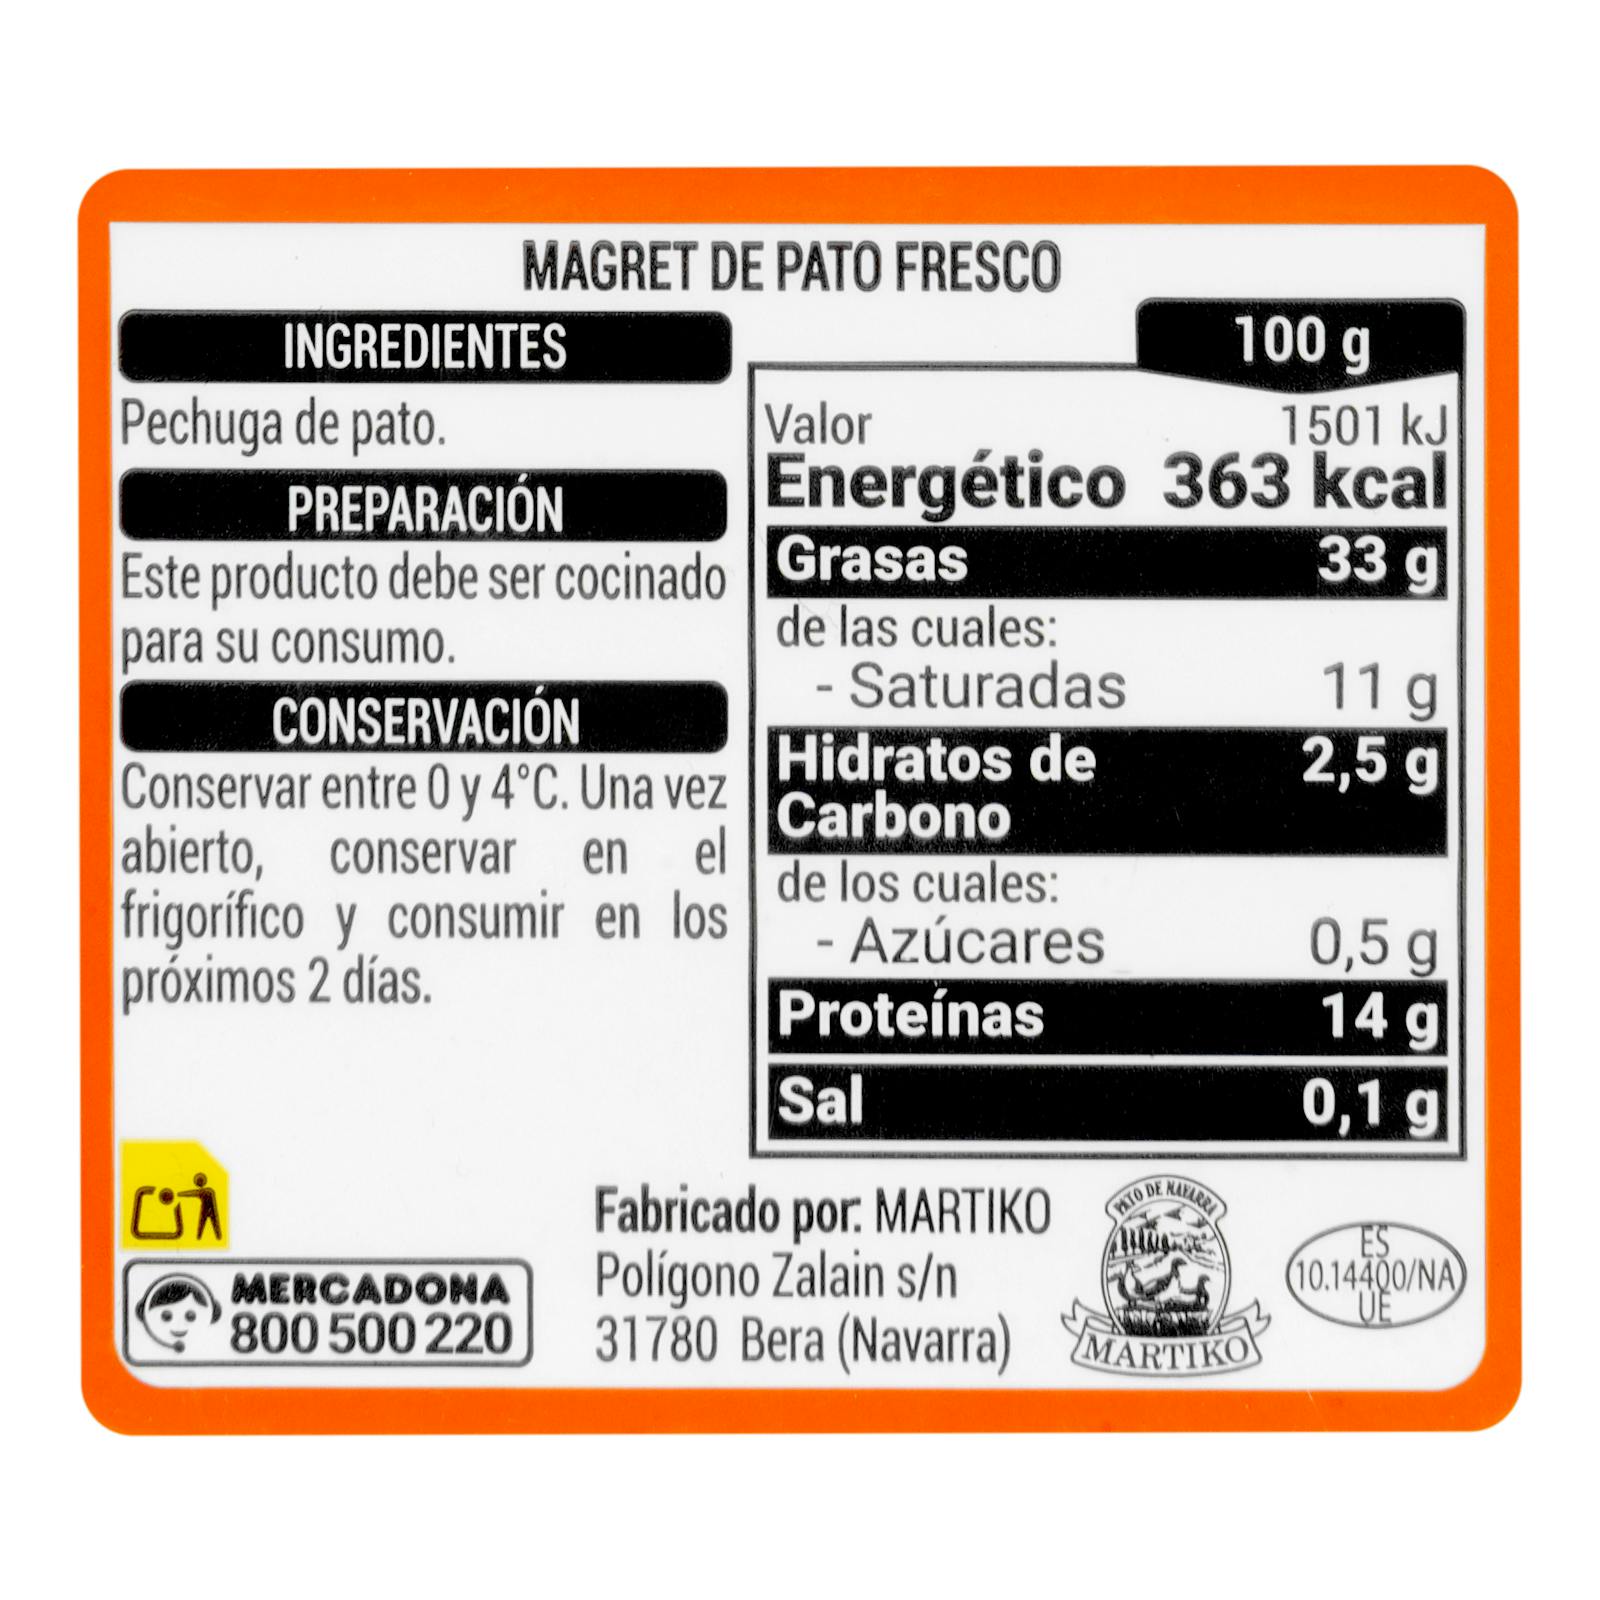 MAGRET DE PATO FRESCO
INGREDIENTES
Pechuga de pato.
PREPARACIÓN
Este producto debe ser cocinado
para su consumo.
CONSERVACIÓN
Conservar entre 0 y 4°C. Una vez
abierto, conservar en el
frigorífico y consumir en los
próximos 2 días.
100 g
Valor 1501 kJ
Energético 363 kcal
Grasas 33 g
de las cuales:
- Saturadas 11 g
Hidratos de 2,5 g
Carbono
de los cuales:
- Azúcares 0,5 g
Proteínas 14 g
Sal 0,1 g
MERCADONA
800 500 220
Fabricado por: MARTIKO
Polígono Zalain s/n
31780 Bera (Navarra)
PATO DE NAVARRA
MARTIKO
ES
10.14400/NA
UE